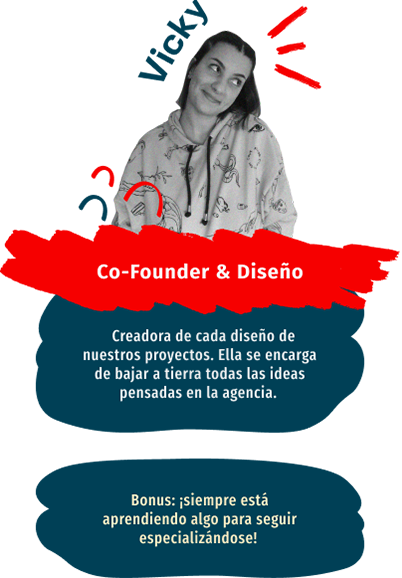 Vicky
Co-Founder & Diseño
Creadora de cada diseño de
nuestros proyectos. Ella se encarga
de bajar a tierra todas las ideas
pensadas en la agencia.
Bonus: ¡siempre está
aprendiendo algo para seguir
especializándose!